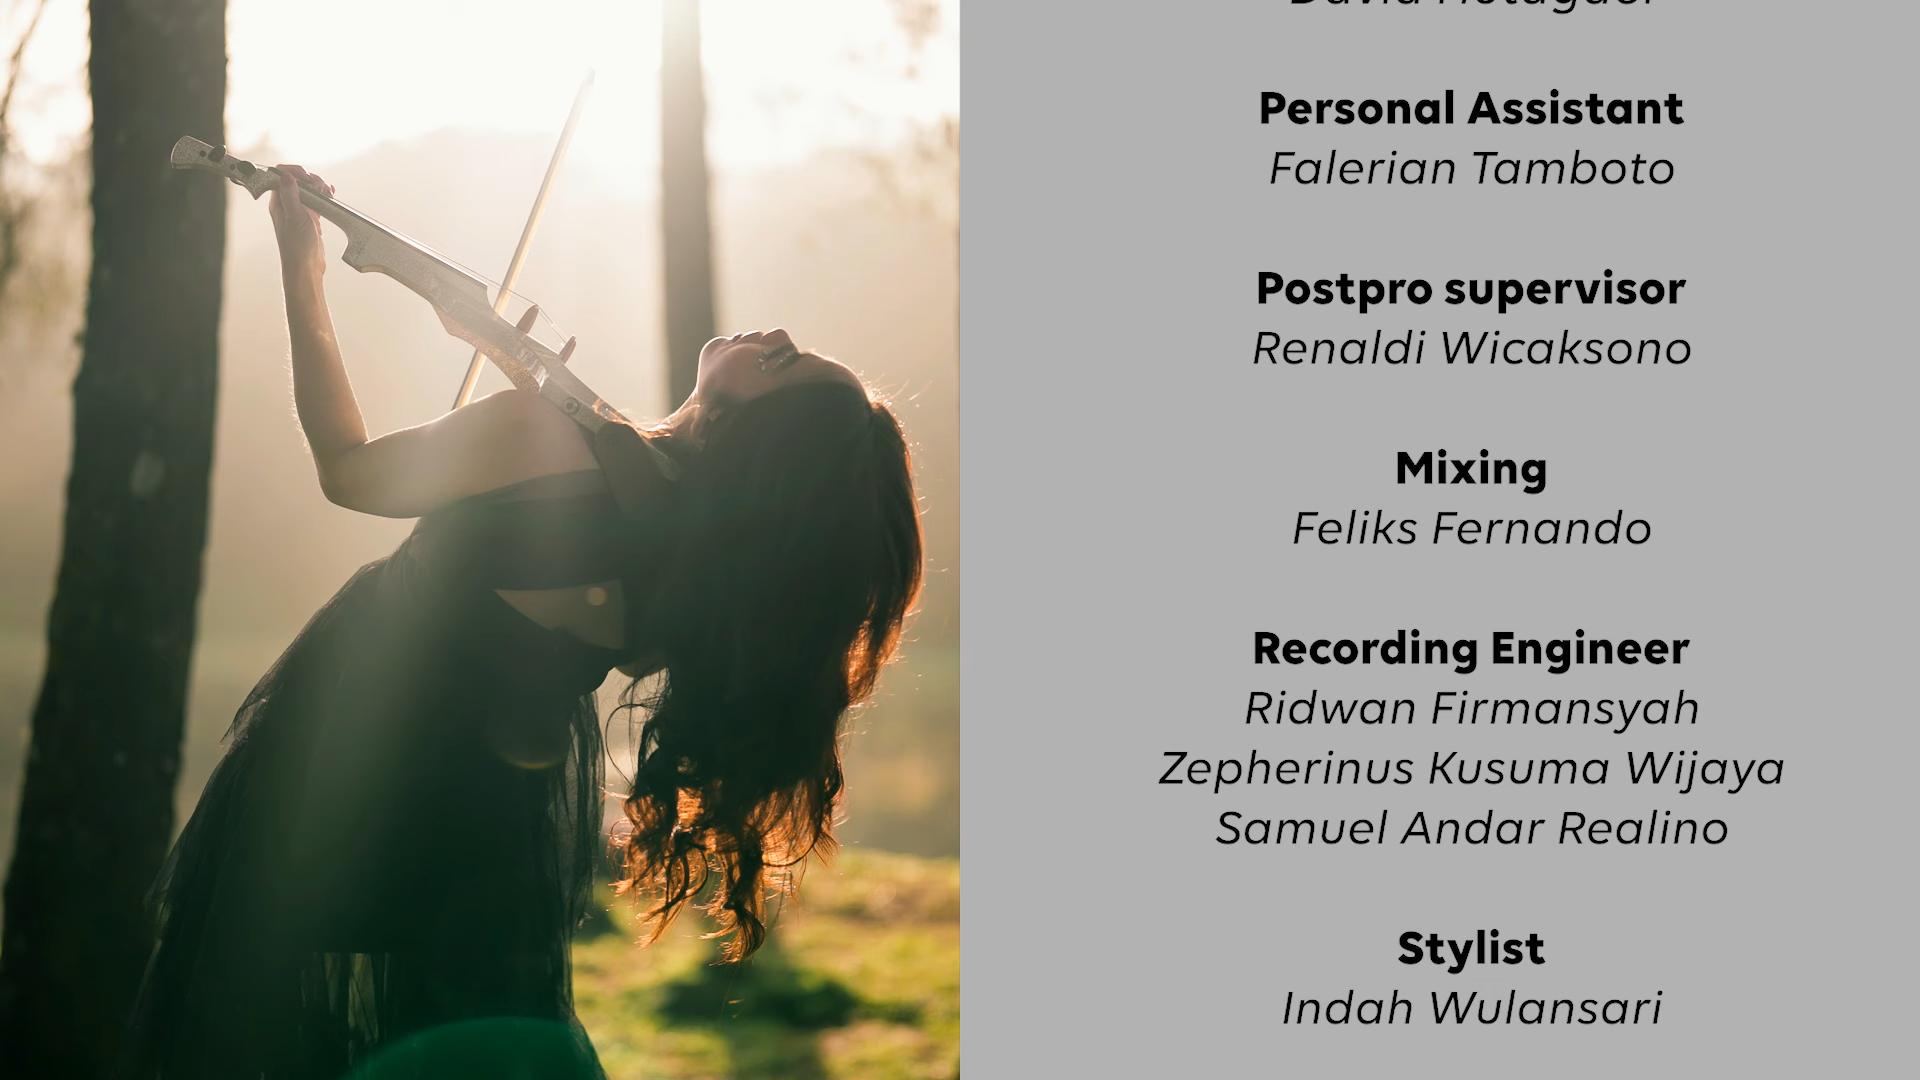 Personal Assistant
Falerian Tamboto
Postpro supervisor
Renaldi Wicaksono
Mixing
Feliks Fernando
Recording Engineer
Ridwan Firmansyah
Zepherinus Kusuma Wijaya
Samuel Andar Realino
Stylist
Indah Wulansari